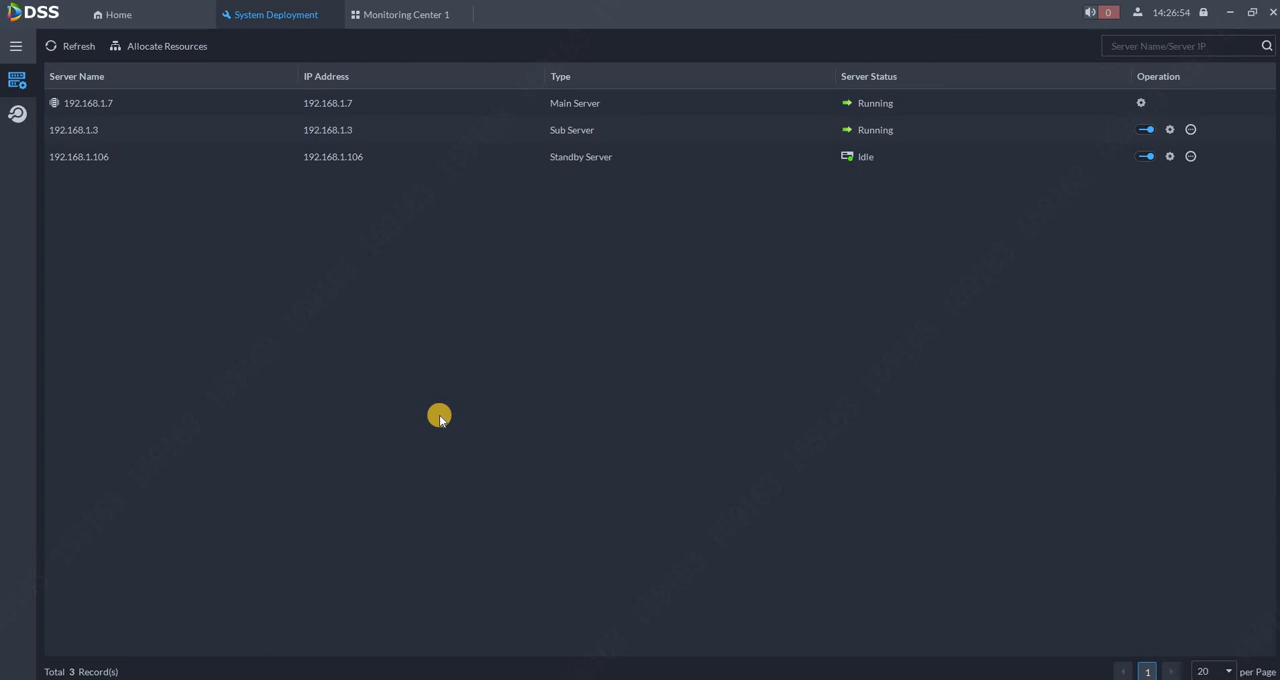 DSS Home System Deployment Monitoring Center 1 0 14:26:54
Refresh Allocate Resources Server Name/Server IP
Server Name IP Address Type Server Status Operation
192.168.1.7 192.168.1.7 Main Server Running
192.168.1.3 192.168.1.3 Sub Server Running
192.168.1.106 192.168.1.106 Standby Server Idle
Total 3 Record(s) 1 20 per Page